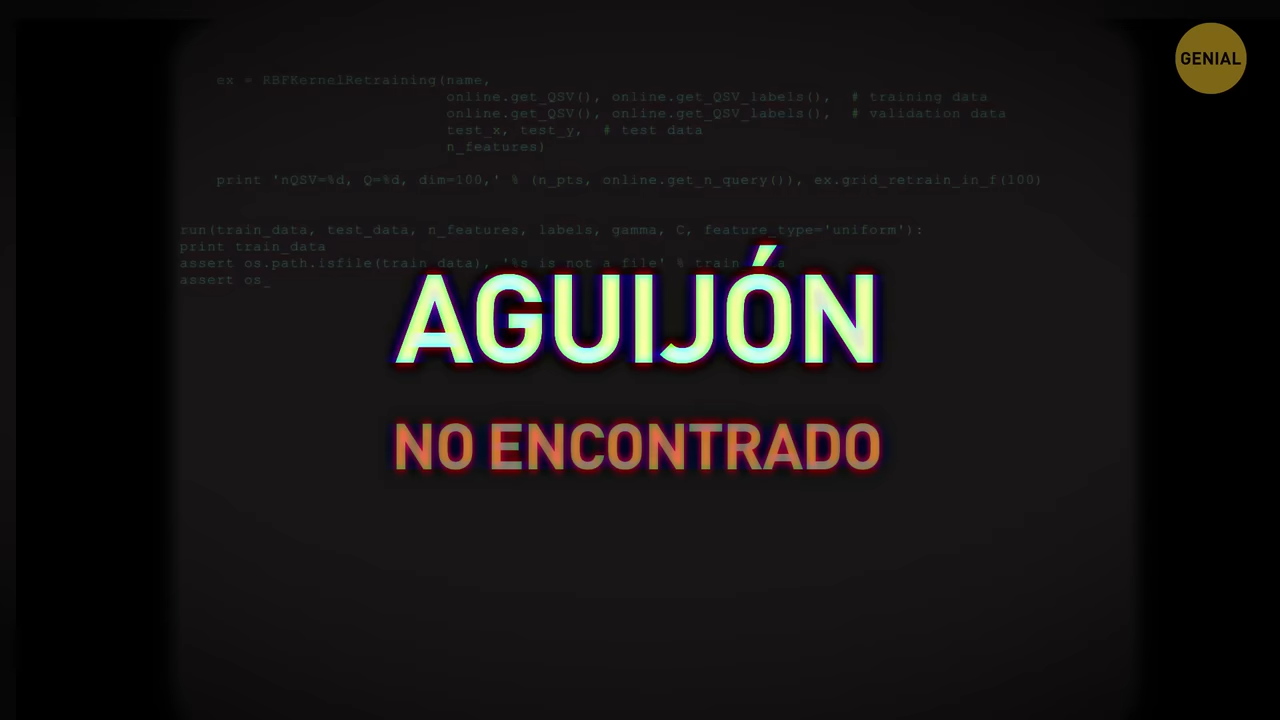 GENIAL
ex = RBFKernelRetraining(name,
online.get_QSV(), online.get_QSV_labels(), # training data
online.get_QSV(), online.get_QSV_labels(), # validation data
test_x, test_y, # test data
n_features)
print 'nQSV=%d, Q=%d, dim=100,' % (n_pts, online.get_n_query()), ex.grid_retrain_in_f(100)
run(train_data, test_data, n_features, labels, gamma, C, feature_type='uniform'):
print train_data
assert os.path.isfile(train_data), '%s is not a file' % train
assert os_
AGUIJÓN
NO ENCONTRADO